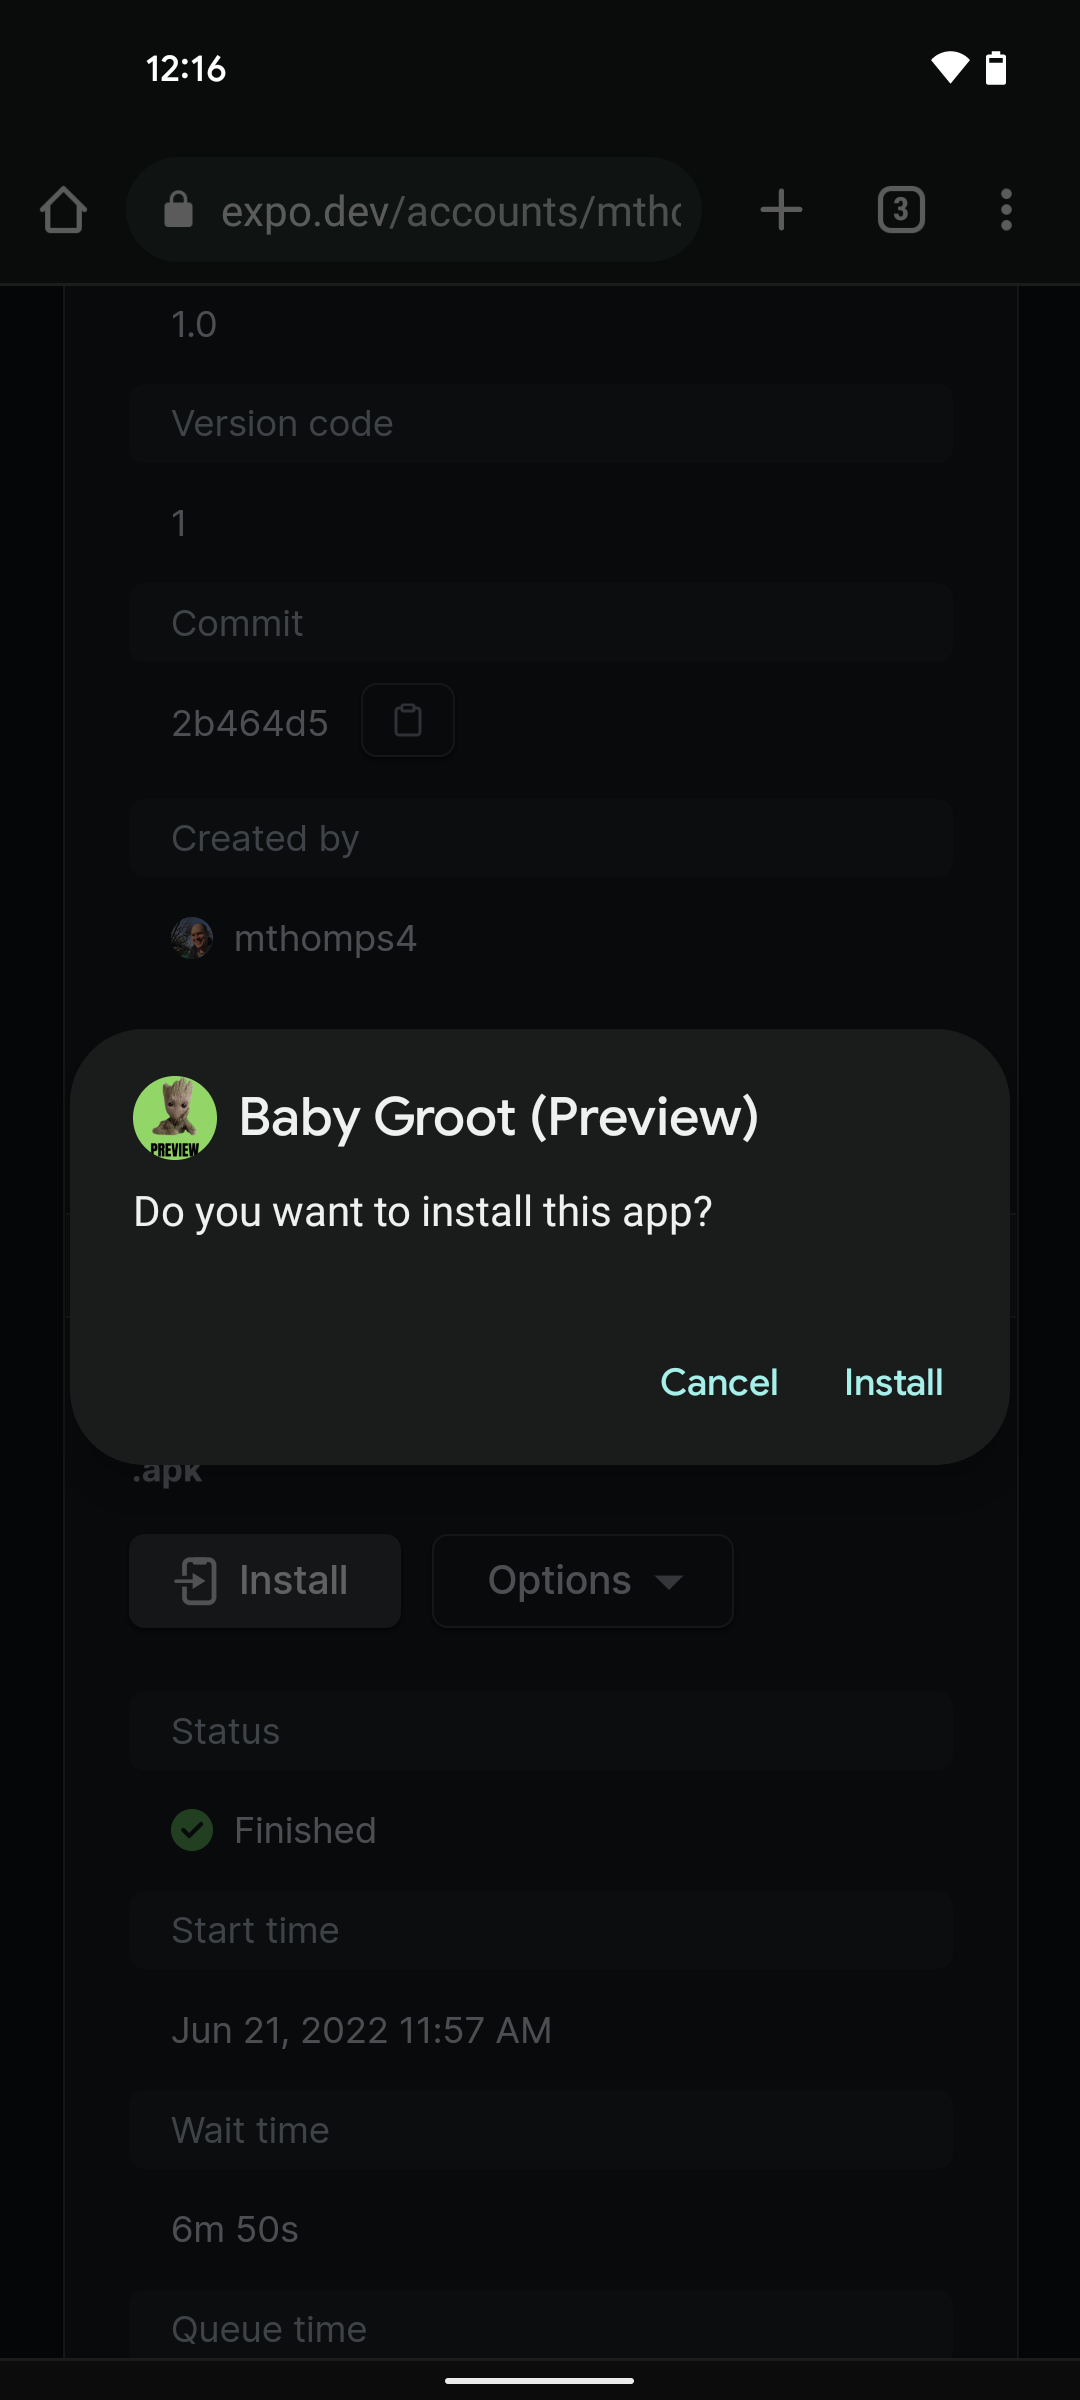 12:16
expo.dev/accounts/mtho
3
1.0
Version code
1
Commit
2b464d5
Created by
mthomps4
Baby Groot (Preview)
PREVIEW
Do you want to install this app?
Cancel
Install
.apk
Install
Options
Status
Finished
Start time
Jun 21, 2022 11:57 AM
Wait time
6m 50s
Queue time